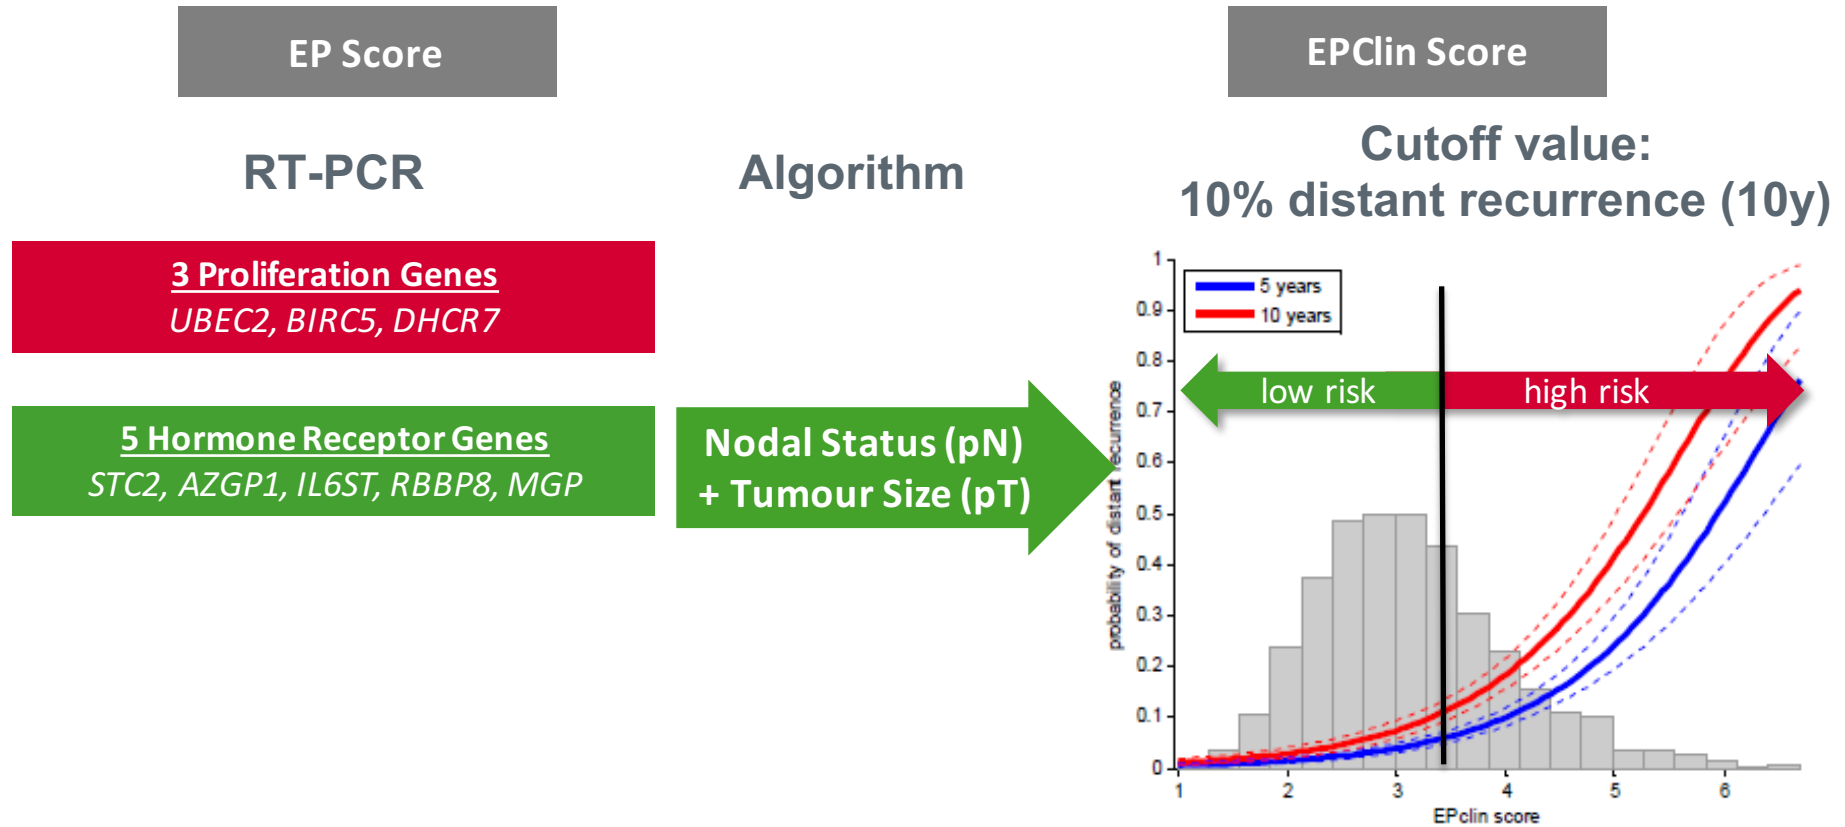 EP Score
EPClin Score
RT-PCR
Algorithm
Cutoff value:
10% distant recurrence (10y)
3 Proliferation Genes
UBEC2, BIRC5, DHCR7
5 Hormone Receptor Genes
STC2, AZGP1, IL6ST, RBBP8, MGP
Nodal Status (pN)
+ Tumour Size (pT)
5 years
10 years
low risk
high risk
probability of distant recurrence
1
0.9
0.8
0.7
0.6
0.5
0.4
0.3
0.2
0.1
0
1 2 3 4 5 6
EPclin score